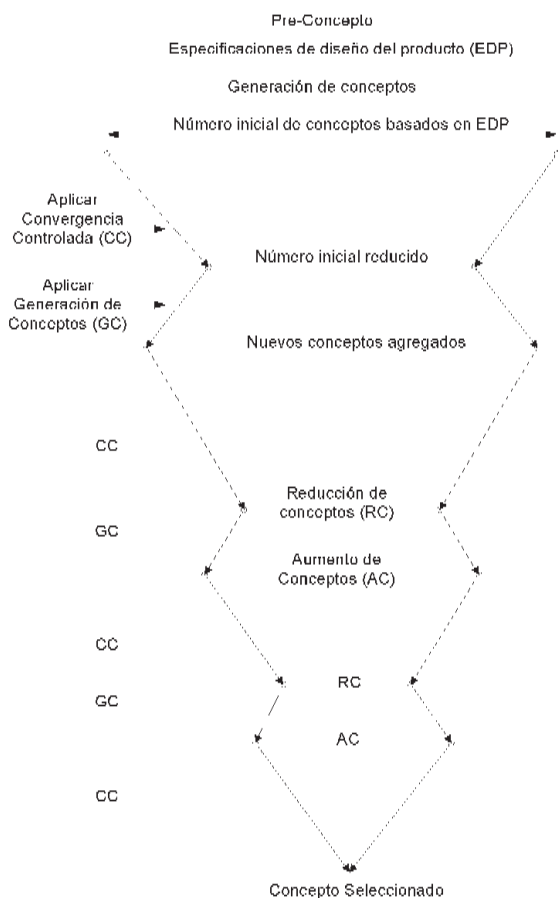 Pre-Concepto
Especificaciones de diseño del producto (EDP)
Generación de conceptos
Número inicial de conceptos basados en EDP
Aplicar
Convergencia
Controlada (CC)
Número inicial reducido
Aplicar
Generación de
Conceptos (GC)
Nuevos conceptos agregados
CC
Reducción de
conceptos (RC)
GC
Aumento de
Conceptos (AC)
CC
RC
GC
AC
CC
Concepto Seleccionado